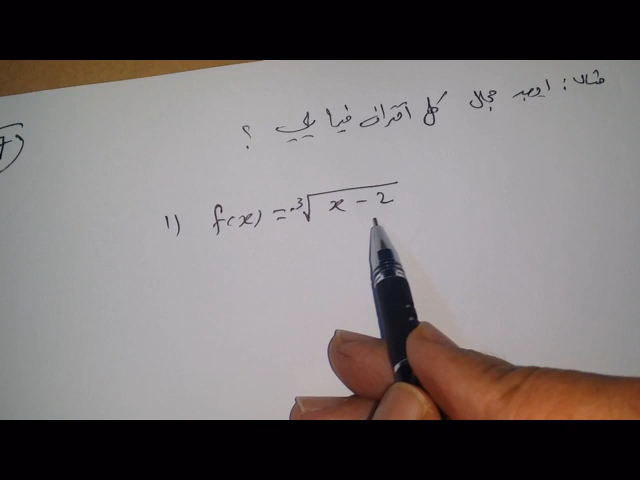 مثال: اوجد مجال كل اقتران فيما يلي ؟
1) f(x) = ∛(x - 2)